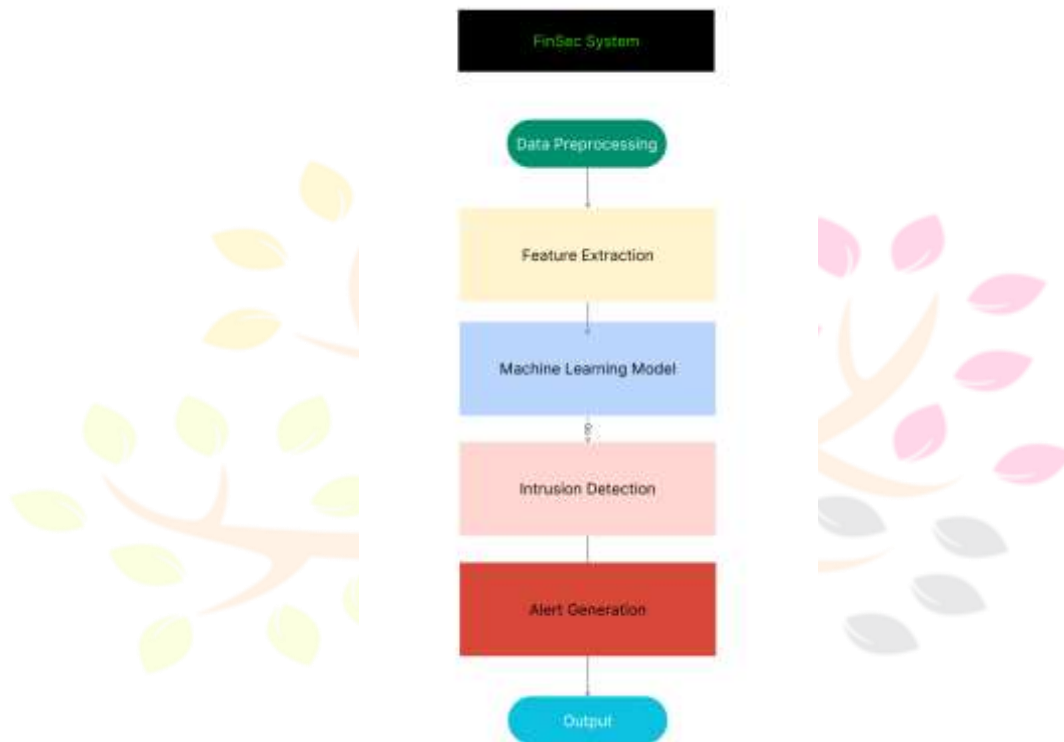 FinSec System
Data Preprocessing
Feature Extraction
Machine Learning Model
Intrusion Detection
Alert Generation
Output